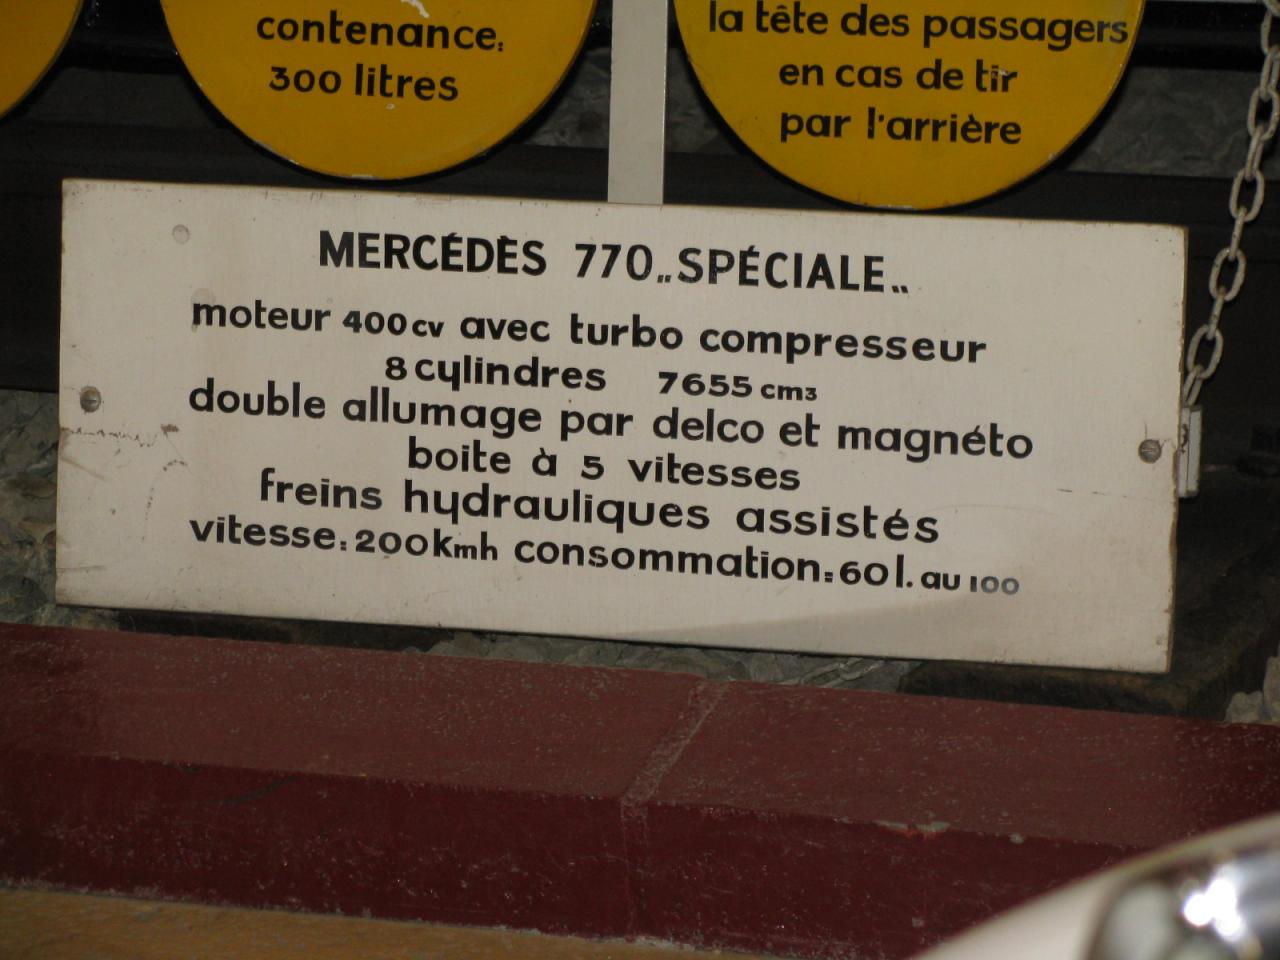 contenance:
300 litres
la tête des passagers
en cas de tir
par l'arrière
MERCÉDÈS 770 „SPÉCIALE„
moteur 400 cv avec turbo compresseur
8 cylindres 7655 cm3
double allumage par delco et magnéto
boite à 5 vitesses
freins hydrauliques assistés
vitesse: 200kmh consommation: 60 l. au 100